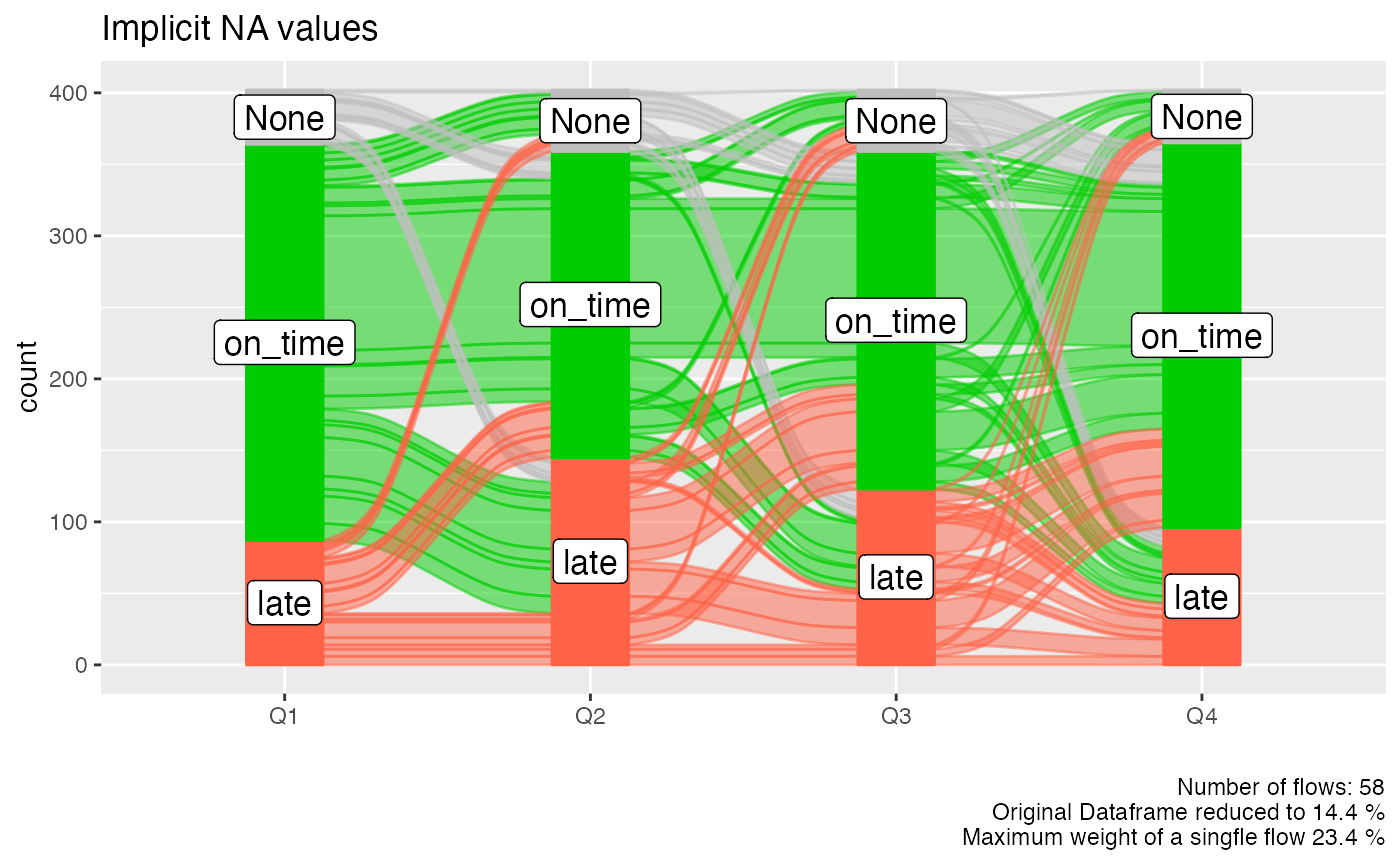 Implicit NA values
count
400
300
200
100
0
None
None
None
None
on_time
on_time
on_time
on_time
late
late
late
late
Q1
Q2
Q3
Q4
Number of flows: 58
Original Dataframe reduced to 14.4 %
Maximum weight of a singfle flow 23.4 %